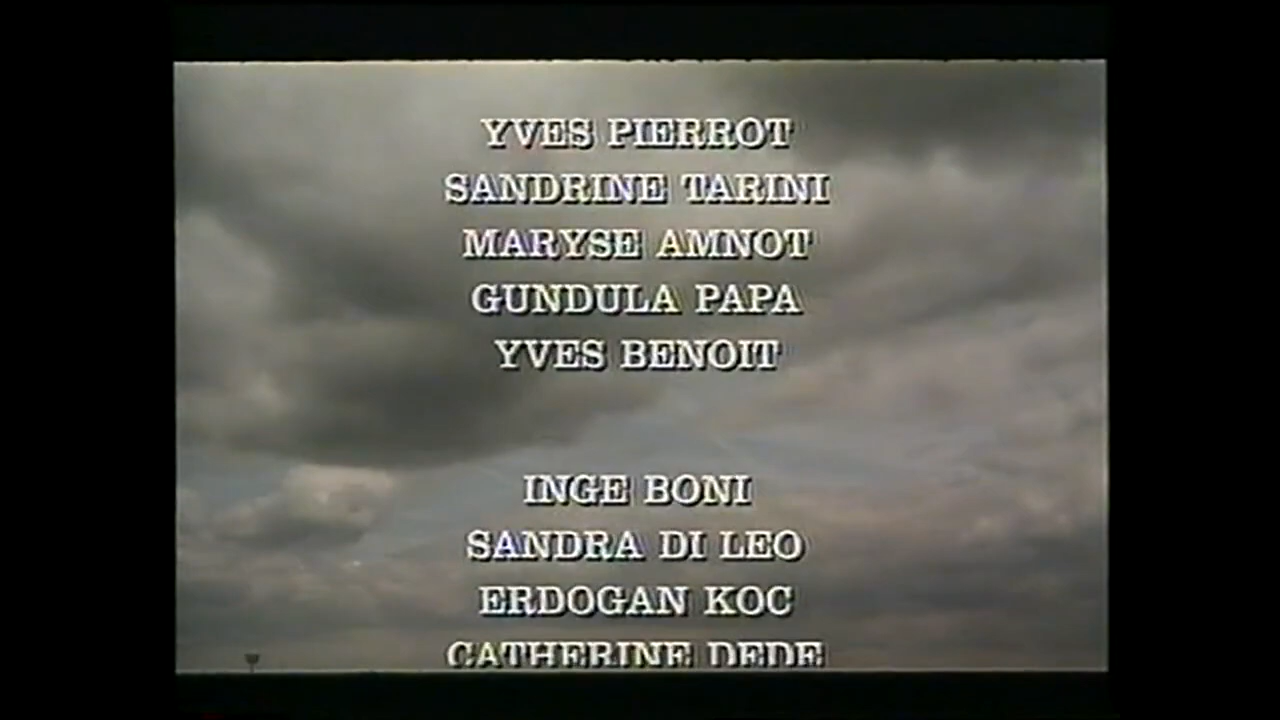 YVES PIERROT
SANDRINE TARINI
MARYSE AMNOT
GUNDULA PAPA
YVES BENOIT
INGE BONI
SANDRA DI LEO
ERDOGAN KOC
CATHERINE DEDE